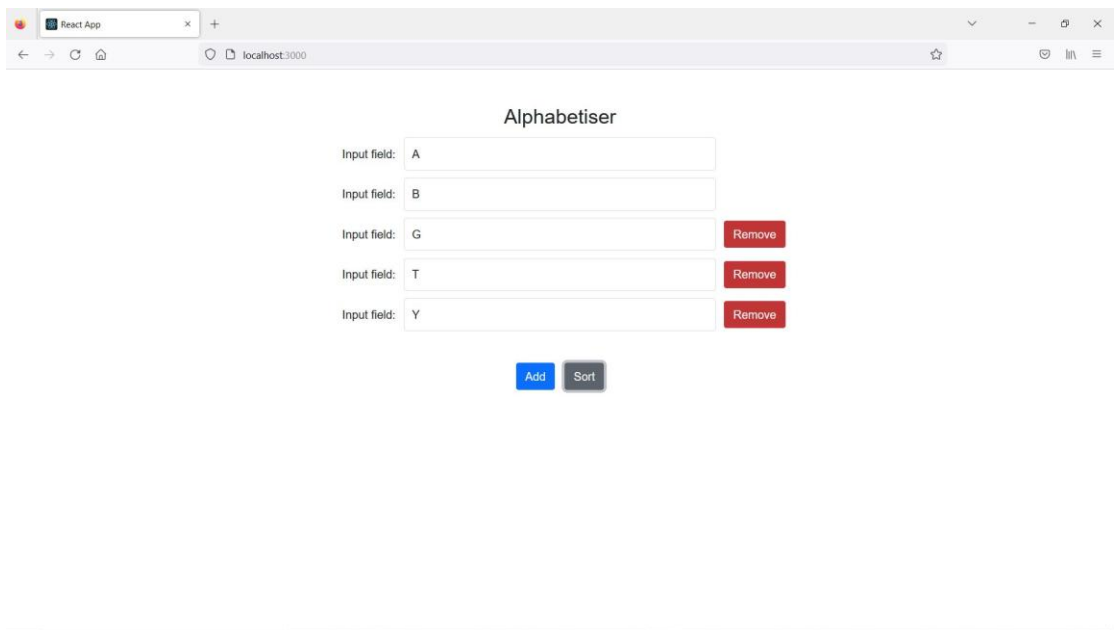 React App
localhost:3000
Alphabetiser
Input field: A
Input field: B
Input field: G Remove
Input field: T Remove
Input field: Y Remove
Add Sort